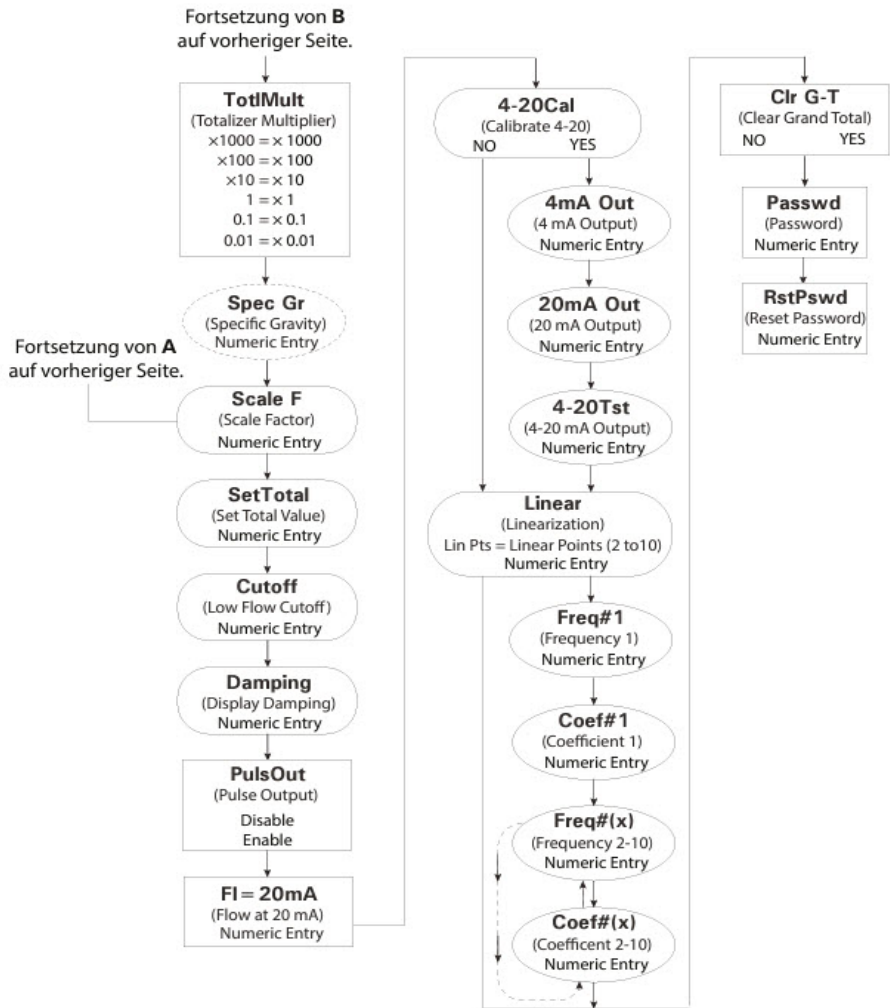 Fortsetzung von B
auf vorheriger Seite.
TotlMult
(Totalizer Multiplier)
×1000 = × 1000
×100 = × 100
×10 = × 10
1 = × 1
0.1 = × 0.1
0.01 = × 0.01
Spec Gr
(Specific Gravity)
Numeric Entry
Fortsetzung von A
auf vorheriger Seite.
Scale F
(Scale Factor)
Numeric Entry
SetTotal
(Set Total Value)
Numeric Entry
Cutoff
(Low Flow Cutoff)
Numeric Entry
Damping
(Display Damping)
Numeric Entry
PulsOut
(Pulse Output)
Disable
Enable
Fl = 20mA
(Flow at 20 mA)
Numeric Entry
4-20Cal
(Calibrate 4-20)
NO YES
4mA Out
(4 mA Output)
Numeric Entry
20mA Out
(20 mA Output)
Numeric Entry
4-20Tst
(4-20 mA Output)
Numeric Entry
Linear
(Linearization)
Lin Pts = Linear Points (2 to10)
Numeric Entry
Freq#1
(Frequency 1)
Numeric Entry
Coef#1
(Coefficient 1)
Numeric Entry
Freq#(x)
(Frequency 2-10)
Numeric Entry
Coef#(x)
(Coefficent 2-10)
Numeric Entry
Clr G-T
(Clear Grand Total)
NO YES
Passwd
(Password)
Numeric Entry
RstPswd
(Reset Password)
Numeric Entry